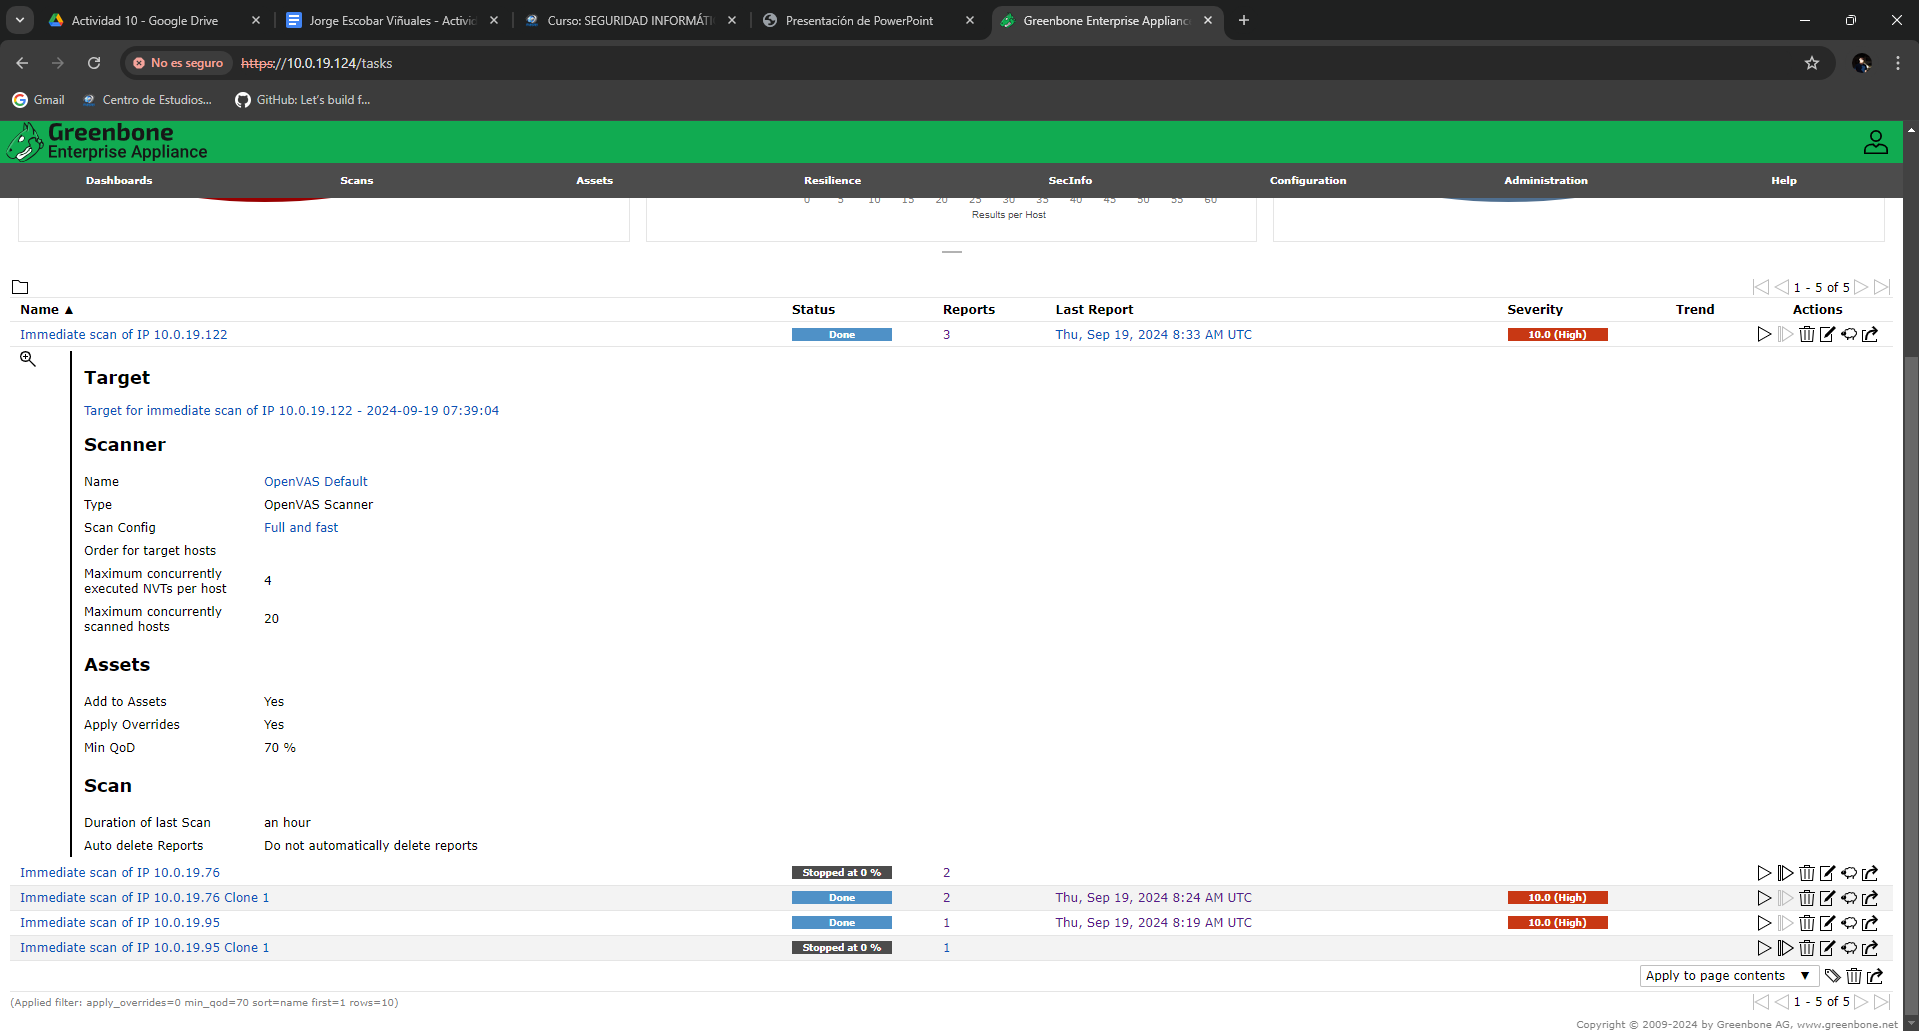 Actividad 10 - Google Drive
Jorge Escobar Viñuales - Activid
Curso: SEGURIDAD INFORMÁTI
Presentación de PowerPoint
Greenbone Enterprise Appliance
No es seguro
https://10.0.19.124/tasks
Gmail
Centro de Estudios...
GitHub: Let's build f...
Greenbone
Enterprise Appliance
Dashboards Scans Assets Resilience SecInfo Configuration Administration Help
0 5 10 15 20 25 30 35 40 45 50 55 60
Results per Host
1 - 5 of 5
Name ▲ Status Reports Last Report Severity Trend Actions
Immediate scan of IP 10.0.19.122 Done 3 Thu, Sep 19, 2024 8:33 AM UTC 10.0 (High)
Target
Target for immediate scan of IP 10.0.19.122 - 2024-09-19 07:39:04
Scanner
Name OpenVAS Default
Type OpenVAS Scanner
Scan Config Full and fast
Order for target hosts
Maximum concurrently
executed NVTs per host 4
Maximum concurrently
scanned hosts 20
Assets
Add to Assets Yes
Apply Overrides Yes
Min QoD 70 %
Scan
Duration of last Scan an hour
Auto delete Reports Do not automatically delete reports
Immediate scan of IP 10.0.19.76 Stopped at 0 % 2
Immediate scan of IP 10.0.19.76 Clone 1 Done 2 Thu, Sep 19, 2024 8:24 AM UTC 10.0 (High)
Immediate scan of IP 10.0.19.95 Done 1 Thu, Sep 19, 2024 8:19 AM UTC 10.0 (High)
Immediate scan of IP 10.0.19.95 Clone 1 Stopped at 0 % 1
Apply to page contents ▼
(Applied filter: apply_overrides=0 min_qod=70 sort=name first=1 rows=10)
1 - 5 of 5
Copyright © 2009-2024 by Greenbone AG, www.greenbone.net